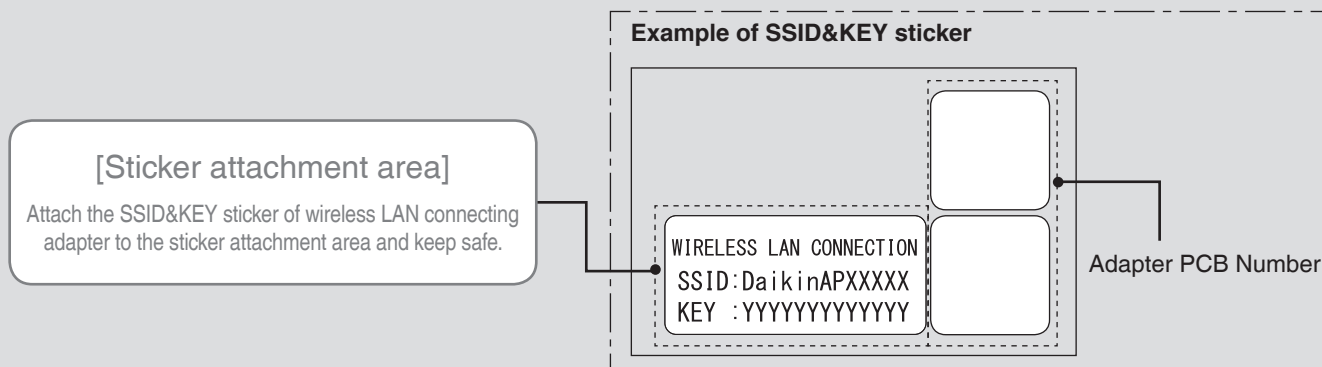 Example of SSID&KEY sticker
[Sticker attachment area]
Attach the SSID&KEY sticker of wireless LAN connecting
adapter to the sticker attachment area and keep safe.
WIRELESS LAN CONNECTION
SSID:DaikinAPXXXXX
KEY :YYYYYYYYYYYYY
Adapter PCB Number